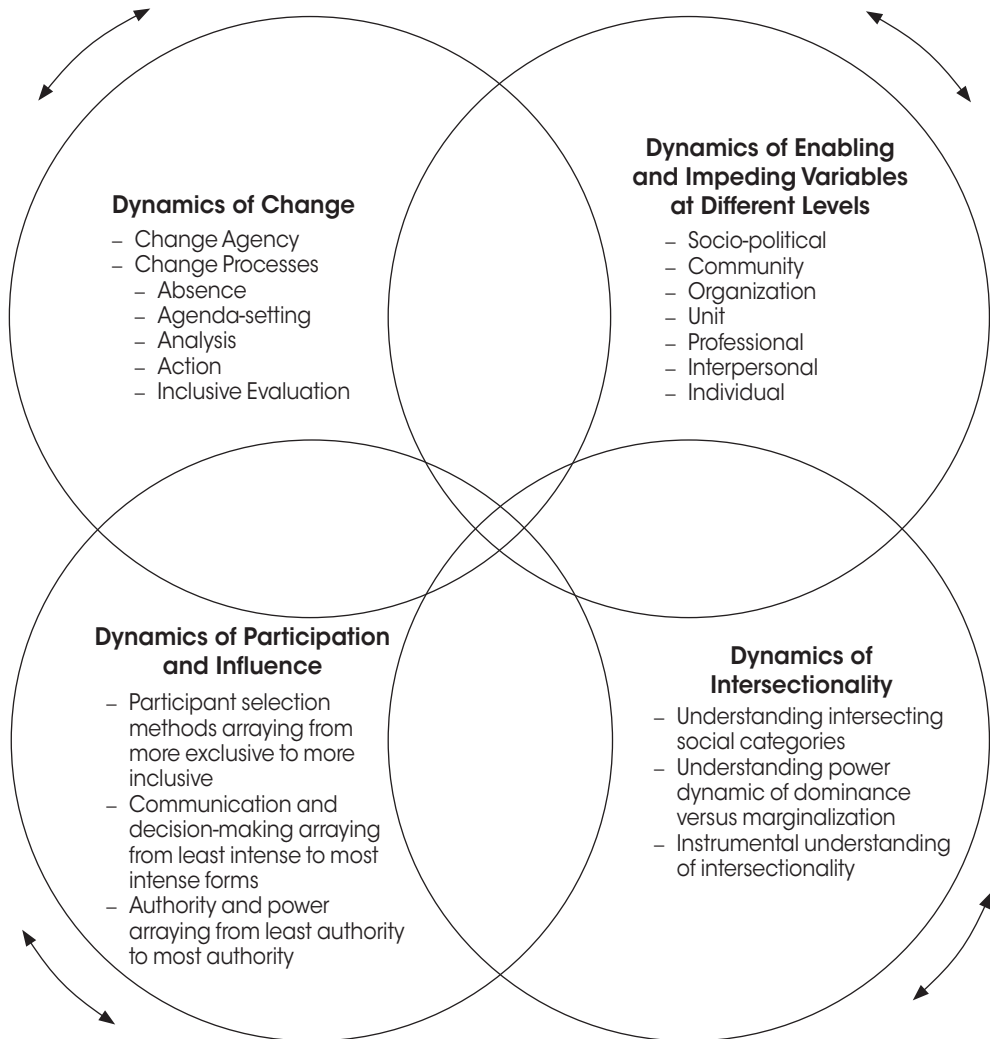 Dynamics of Change
– Change Agency
– Change Processes
– Absence
– Agenda-setting
– Analysis
– Action
– Inclusive Evaluation
Dynamics of Enabling
and Impeding Variables
at Different Levels
– Socio-political
– Community
– Organization
– Unit
– Professional
– Interpersonal
– Individual
Dynamics of Participation
and Influence
– Participant selection
methods arraying from
more exclusive to more
inclusive
– Communication and
decision-making arraying
from least intense to most
intense forms
– Authority and power
arraying from least authority
to most authority
Dynamics of
Intersectionality
– Understanding intersecting
social categories
– Understanding power
dynamic of dominance
versus marginalization
– Instrumental understanding
of intersectionality